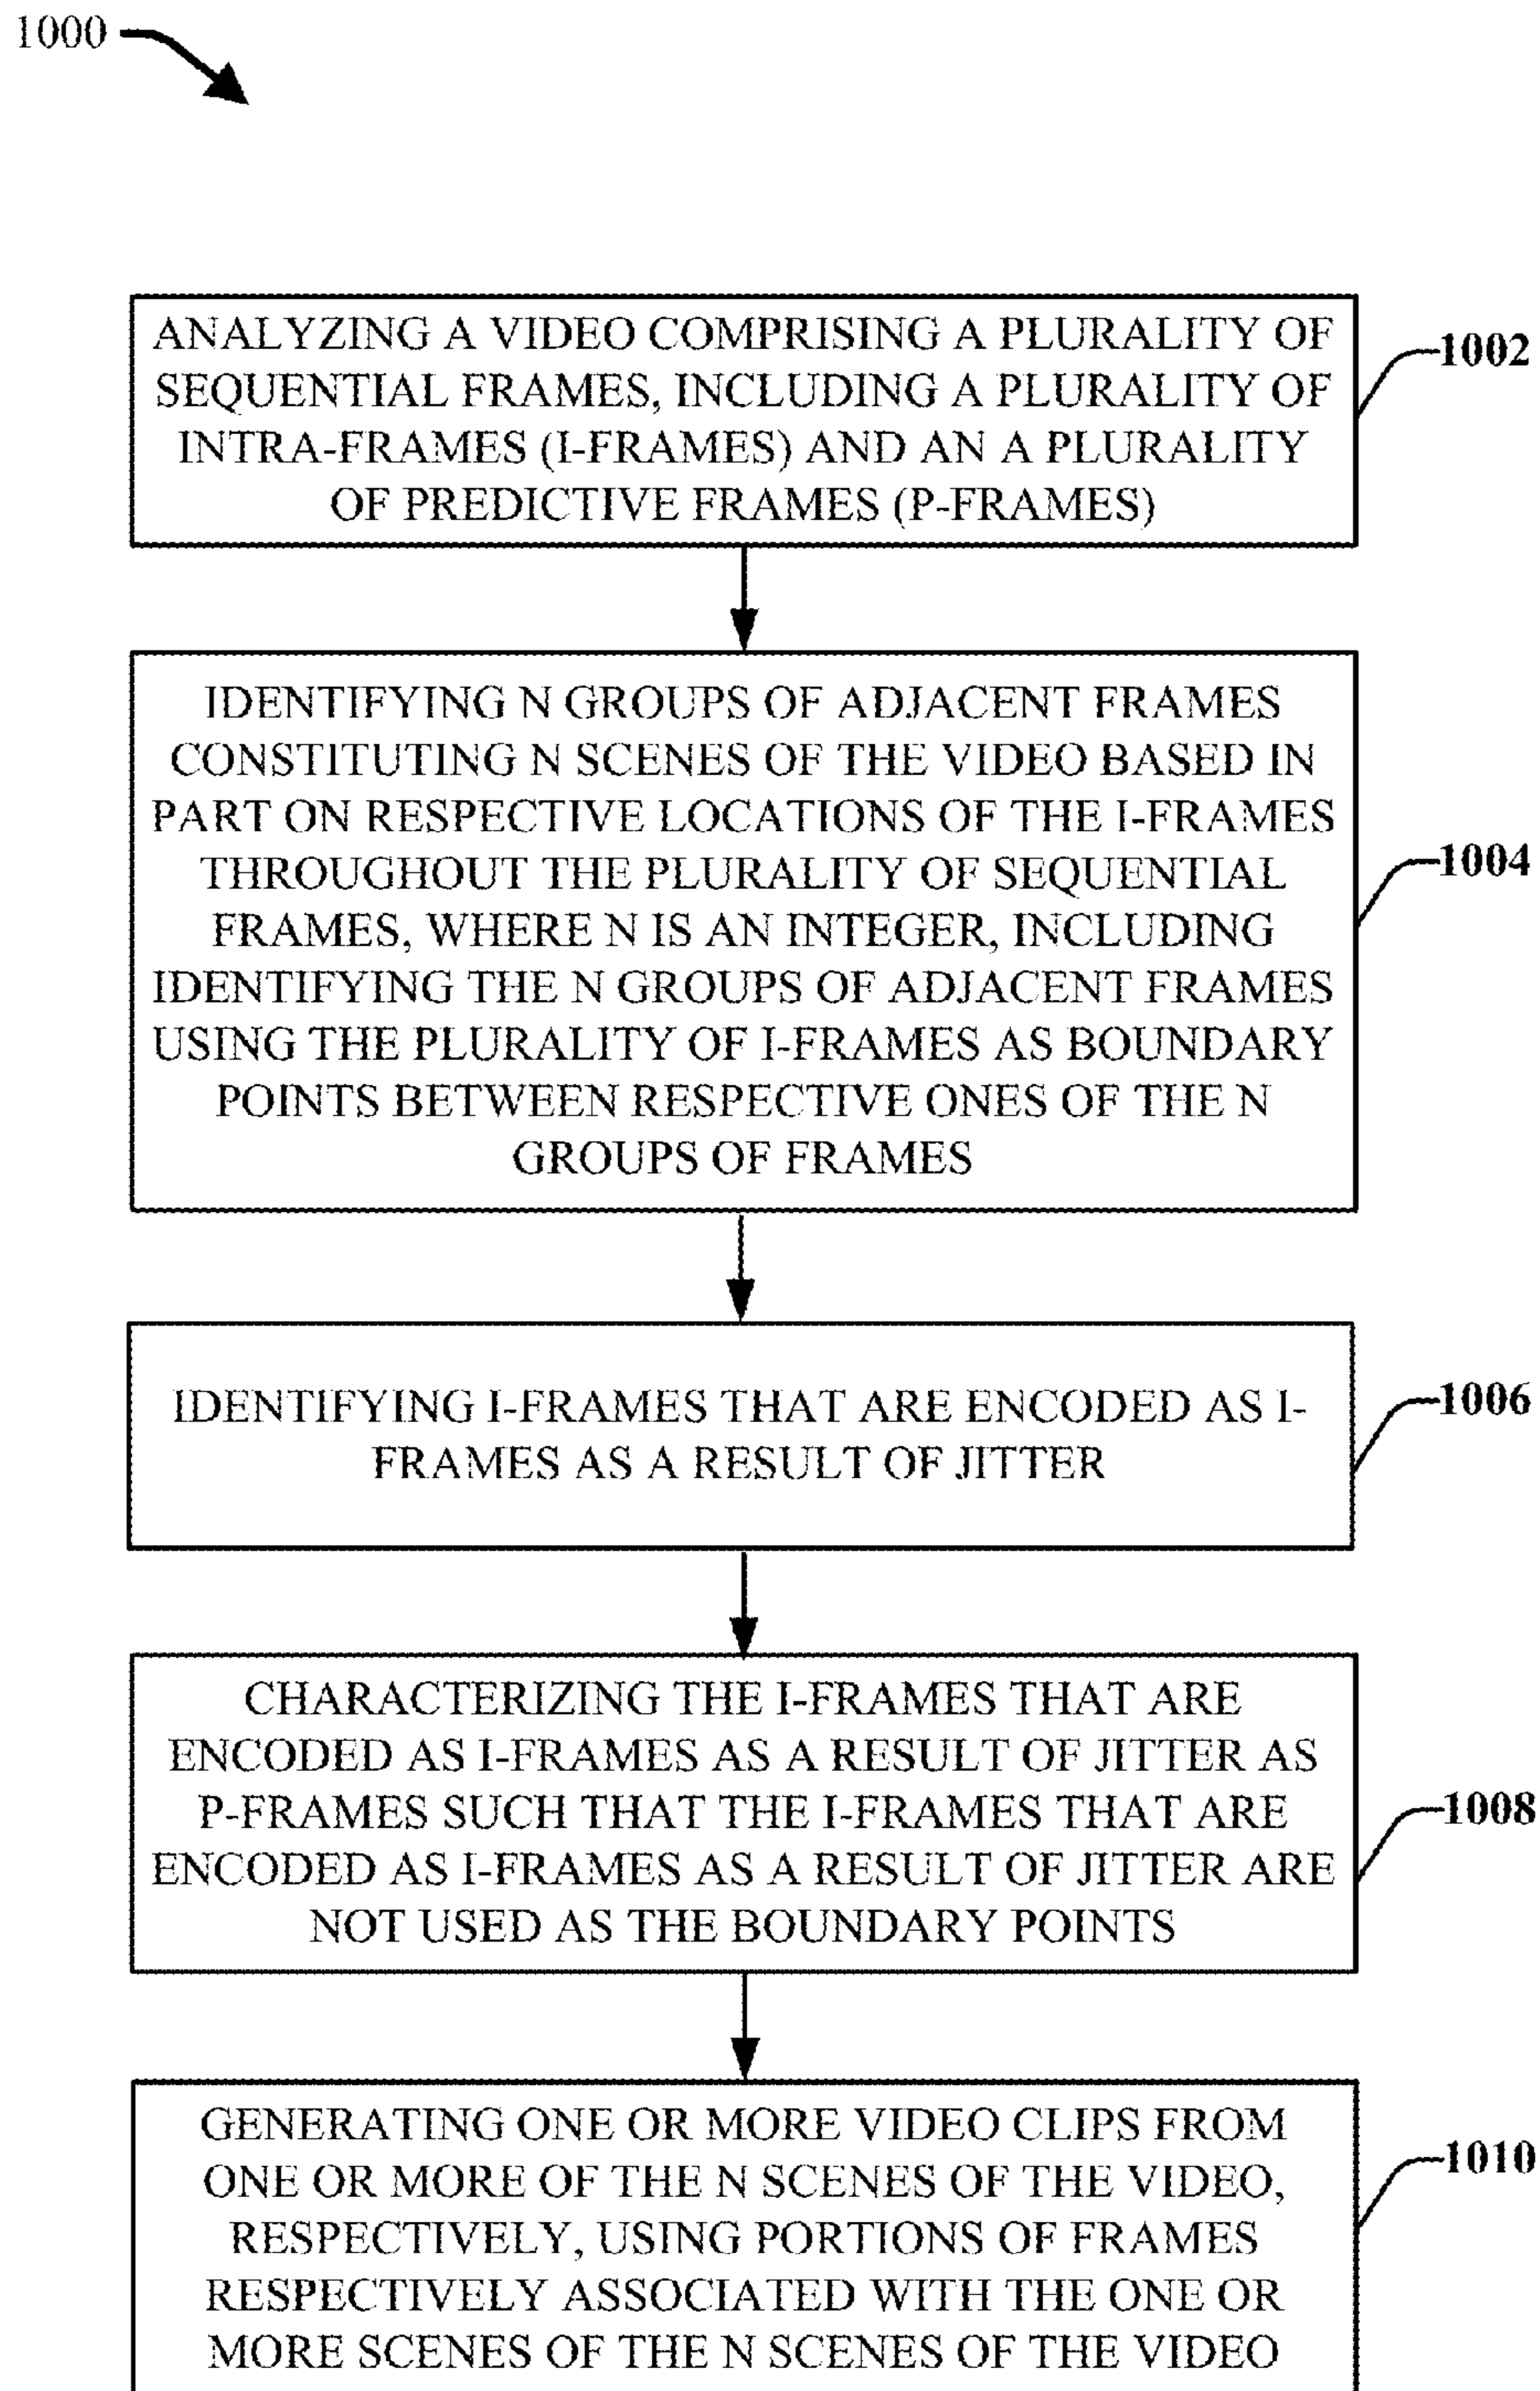 1000
ANALYZING A VIDEO COMPRISING A PLURALITY OF
SEQUENTIAL FRAMES, INCLUDING A PLURALITY OF
INTRA-FRAMES (I-FRAMES) AND AN A PLURALITY
OF PREDICTIVE FRAMES (P-FRAMES)
1002
IDENTIFYING N GROUPS OF ADJACENT FRAMES
CONSTITUTING N SCENES OF THE VIDEO BASED IN
PART ON RESPECTIVE LOCATIONS OF THE I-FRAMES
THROUGHOUT THE PLURALITY OF SEQUENTIAL
FRAMES, WHERE N IS AN INTEGER, INCLUDING
IDENTIFYING THE N GROUPS OF ADJACENT FRAMES
USING THE PLURALITY OF I-FRAMES AS BOUNDARY
POINTS BETWEEN RESPECTIVE ONES OF THE N
GROUPS OF FRAMES
1004
IDENTIFYING I-FRAMES THAT ARE ENCODED AS I-
FRAMES AS A RESULT OF JITTER
1006
CHARACTERIZING THE I-FRAMES THAT ARE
ENCODED AS I-FRAMES AS A RESULT OF JITTER AS
P-FRAMES SUCH THAT THE I-FRAMES THAT ARE
ENCODED AS I-FRAMES AS A RESULT OF JITTER ARE
NOT USED AS THE BOUNDARY POINTS
1008
GENERATING ONE OR MORE VIDEO CLIPS FROM
ONE OR MORE OF THE N SCENES OF THE VIDEO,
RESPECTIVELY, USING PORTIONS OF FRAMES
RESPECTIVELY ASSOCIATED WITH THE ONE OR
MORE SCENES OF THE N SCENES OF THE VIDEO
1010